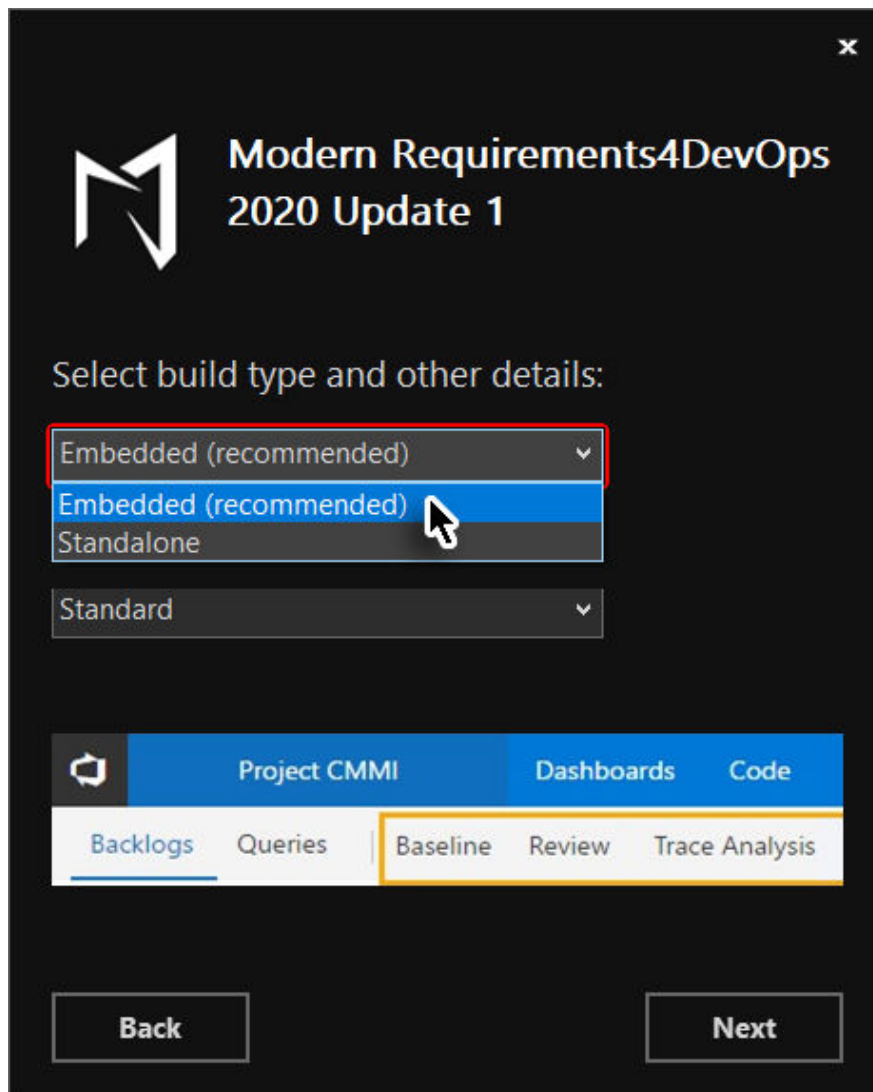 Modern Requirements4DevOps
2020 Update 1
Select build type and other details:
Embedded (recommended)
Embedded (recommended)
Standalone
Standard
Project CMMI Dashboards Code
Backlogs Queries Baseline Review Trace Analysis
Back Next